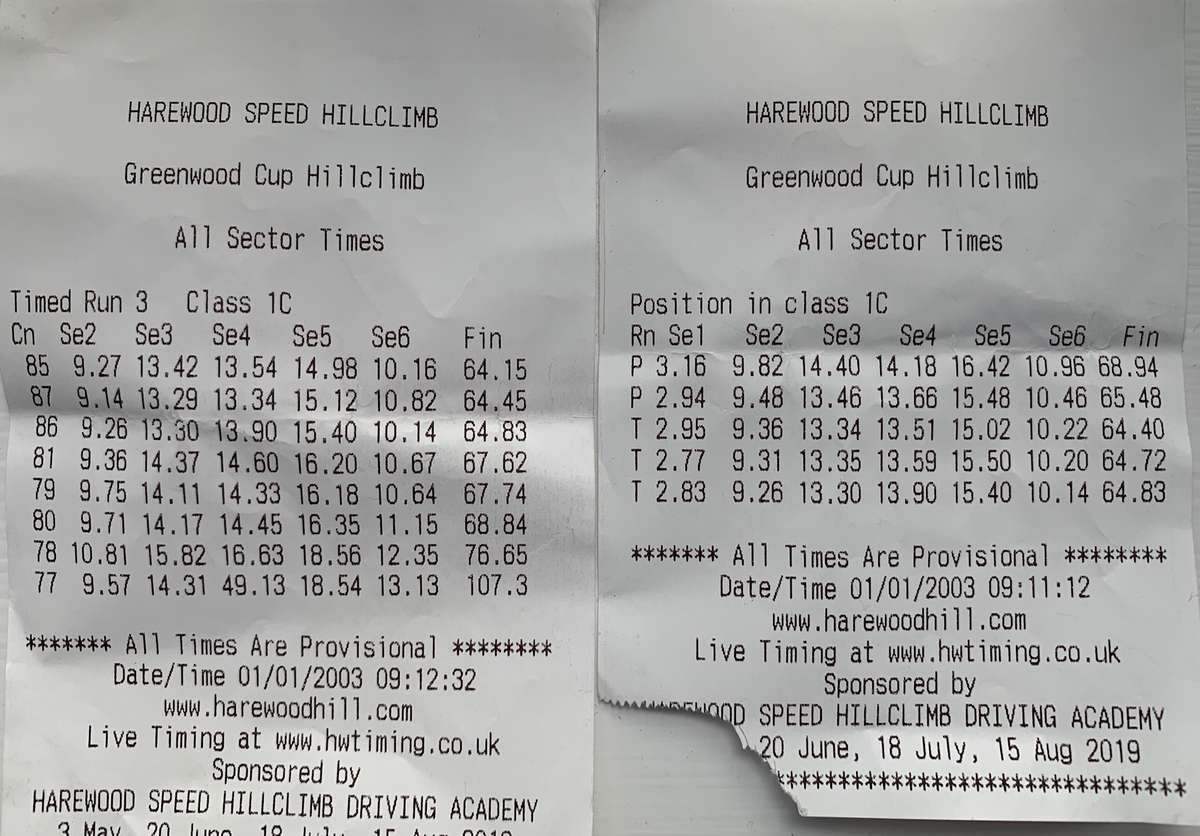 HAREWOOD SPEED HILLCLIMB
Greenwood Cup Hillclimb
All Sector Times
Timed Run 3 Class 1C
Cn Se2 Se3 Se4 Se5 Se6 Fin
85 9.27 13.42 13.54 14.98 10.16 64.15
87 9.14 13.29 13.34 15.12 10.82 64.45
86 9.26 13.30 13.90 15.40 10.14 64.83
81 9.36 14.37 14.60 16.20 10.67 67.62
79 9.75 14.11 14.33 16.18 10.64 67.74
80 9.71 14.17 14.45 16.35 11.15 68.84
78 10.81 15.82 16.63 18.56 12.35 76.65
77 9.57 14.31 49.13 18.54 13.13 107.3
******* All Times Are Provisional ********
Date/Time 01/01/2003 09:12:32
www.harewoodhill.com
Live Timing at www.hwtiming.co.uk
Sponsored by
HAREWOOD SPEED HILLCLIMB DRIVING ACADEMY
3 May, 20 June, 18 July, 15 Aug 2019
HAREWOOD SPEED HILLCLIMB
Greenwood Cup Hillclimb
All Sector Times
Position in class 1C
Rn Se1 Se2 Se3 Se4 Se5 Se6 Fin
P 3.16 9.82 14.40 14.18 16.42 10.96 68.94
P 2.94 9.48 13.46 13.66 15.48 10.46 65.48
T 2.95 9.36 13.34 13.51 15.02 10.22 64.40
T 2.77 9.31 13.35 13.59 15.50 10.20 64.72
T 2.83 9.26 13.30 13.90 15.40 10.14 64.83
******* All Times Are Provisional ********
Date/Time 01/01/2003 09:11:12
www.harewoodhill.com
Live Timing at www.hwtiming.co.uk
Sponsored by
HAREWOOD SPEED HILLCLIMB DRIVING ACADEMY
20 June, 18 July, 15 Aug 2019
*******************************